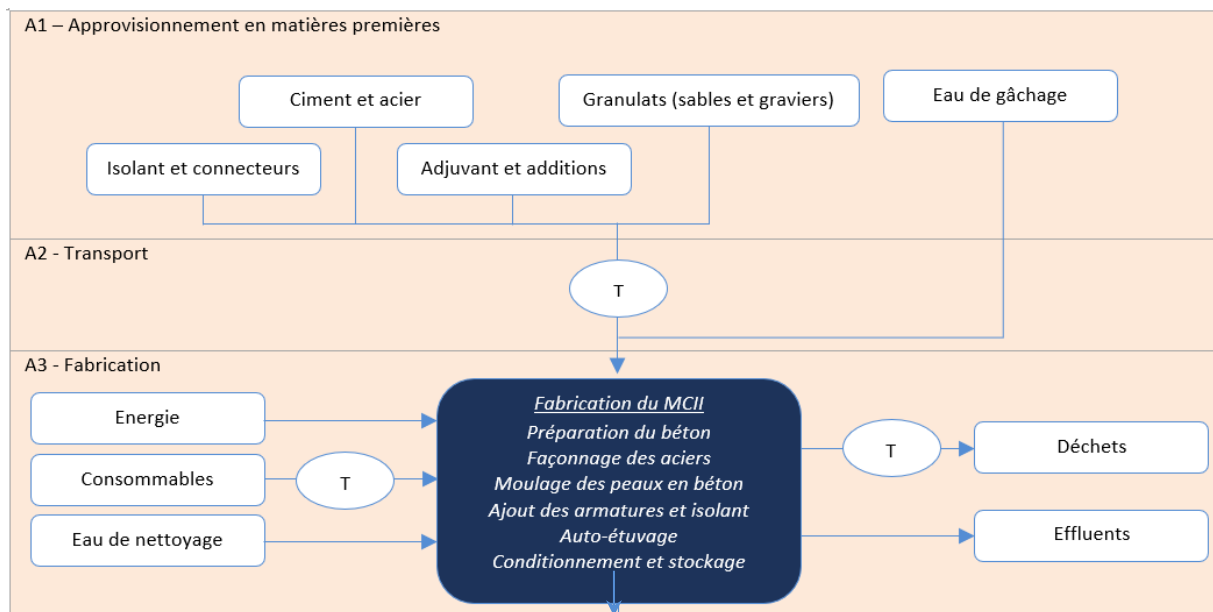 A1 – Approvisionnement en matières premières
Ciment et acier
Granulats (sables et graviers)
Eau de gâchage
Isolant et connecteurs
Adjuvant et additions
A2 - Transport
T
A3 - Fabrication
Energie
Consommables
T
Eau de nettoyage
Fabrication du MCII
Préparation du béton
Façonnage des aciers
Moulage des peaux en béton
Ajout des armatures et isolant
Auto-étuvage
Conditionnement et stockage
T
Déchets
Effluents